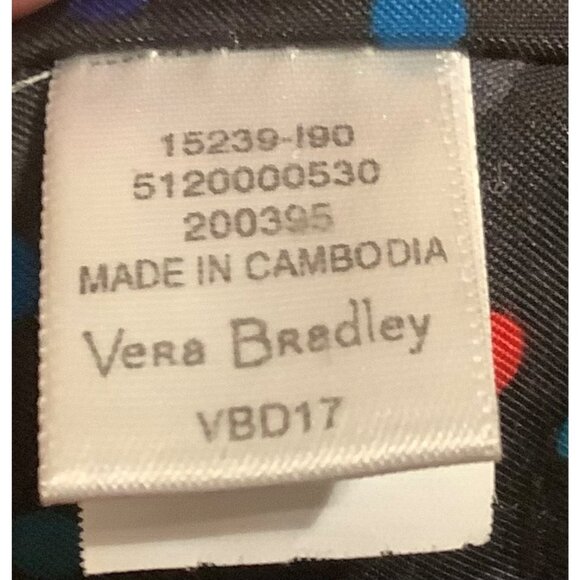 15239-I90
5120000530
200395
MADE IN CAMBODIA
Vera Bradley
VBD17